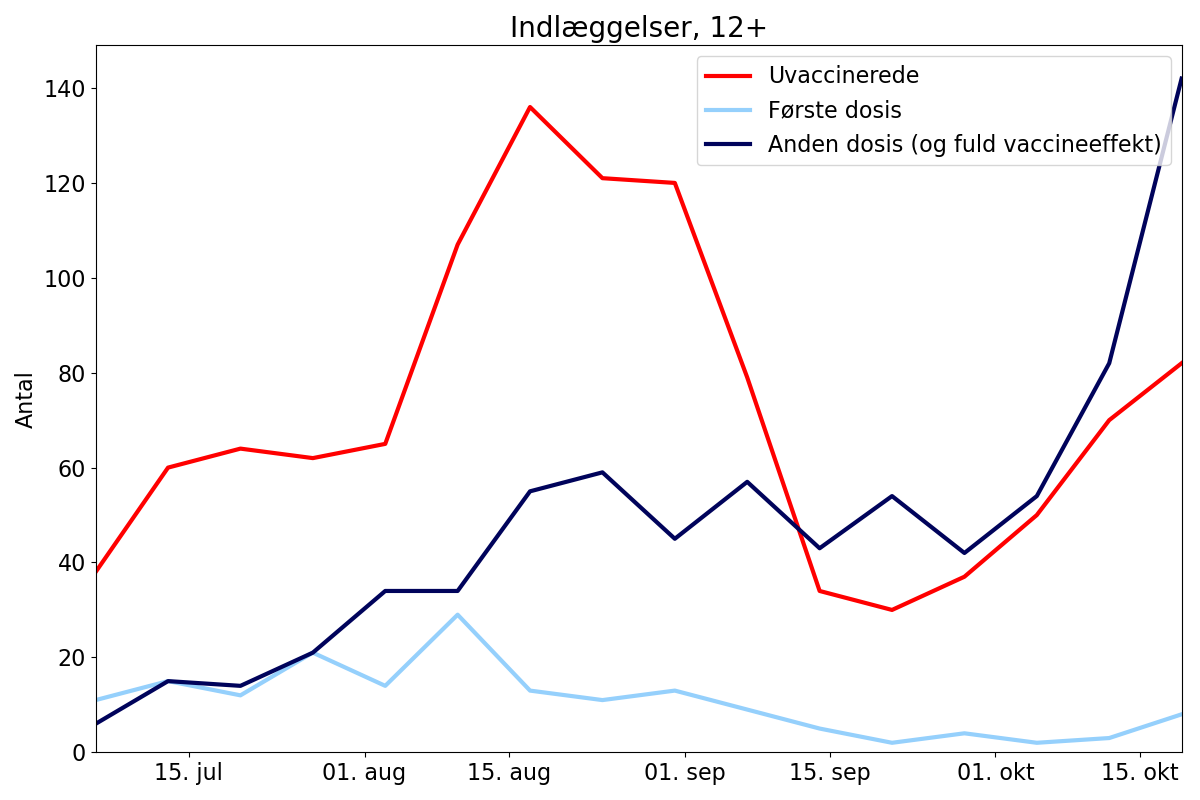 Indlæggelser, 12+
Uvaccinerede
Første dosis
Anden dosis (og fuld vaccineeffekt)
Antal
140
120
100
80
60
40
20
0
15. jul
01. aug
15. aug
01. sep
15. sep
01. okt
15. okt